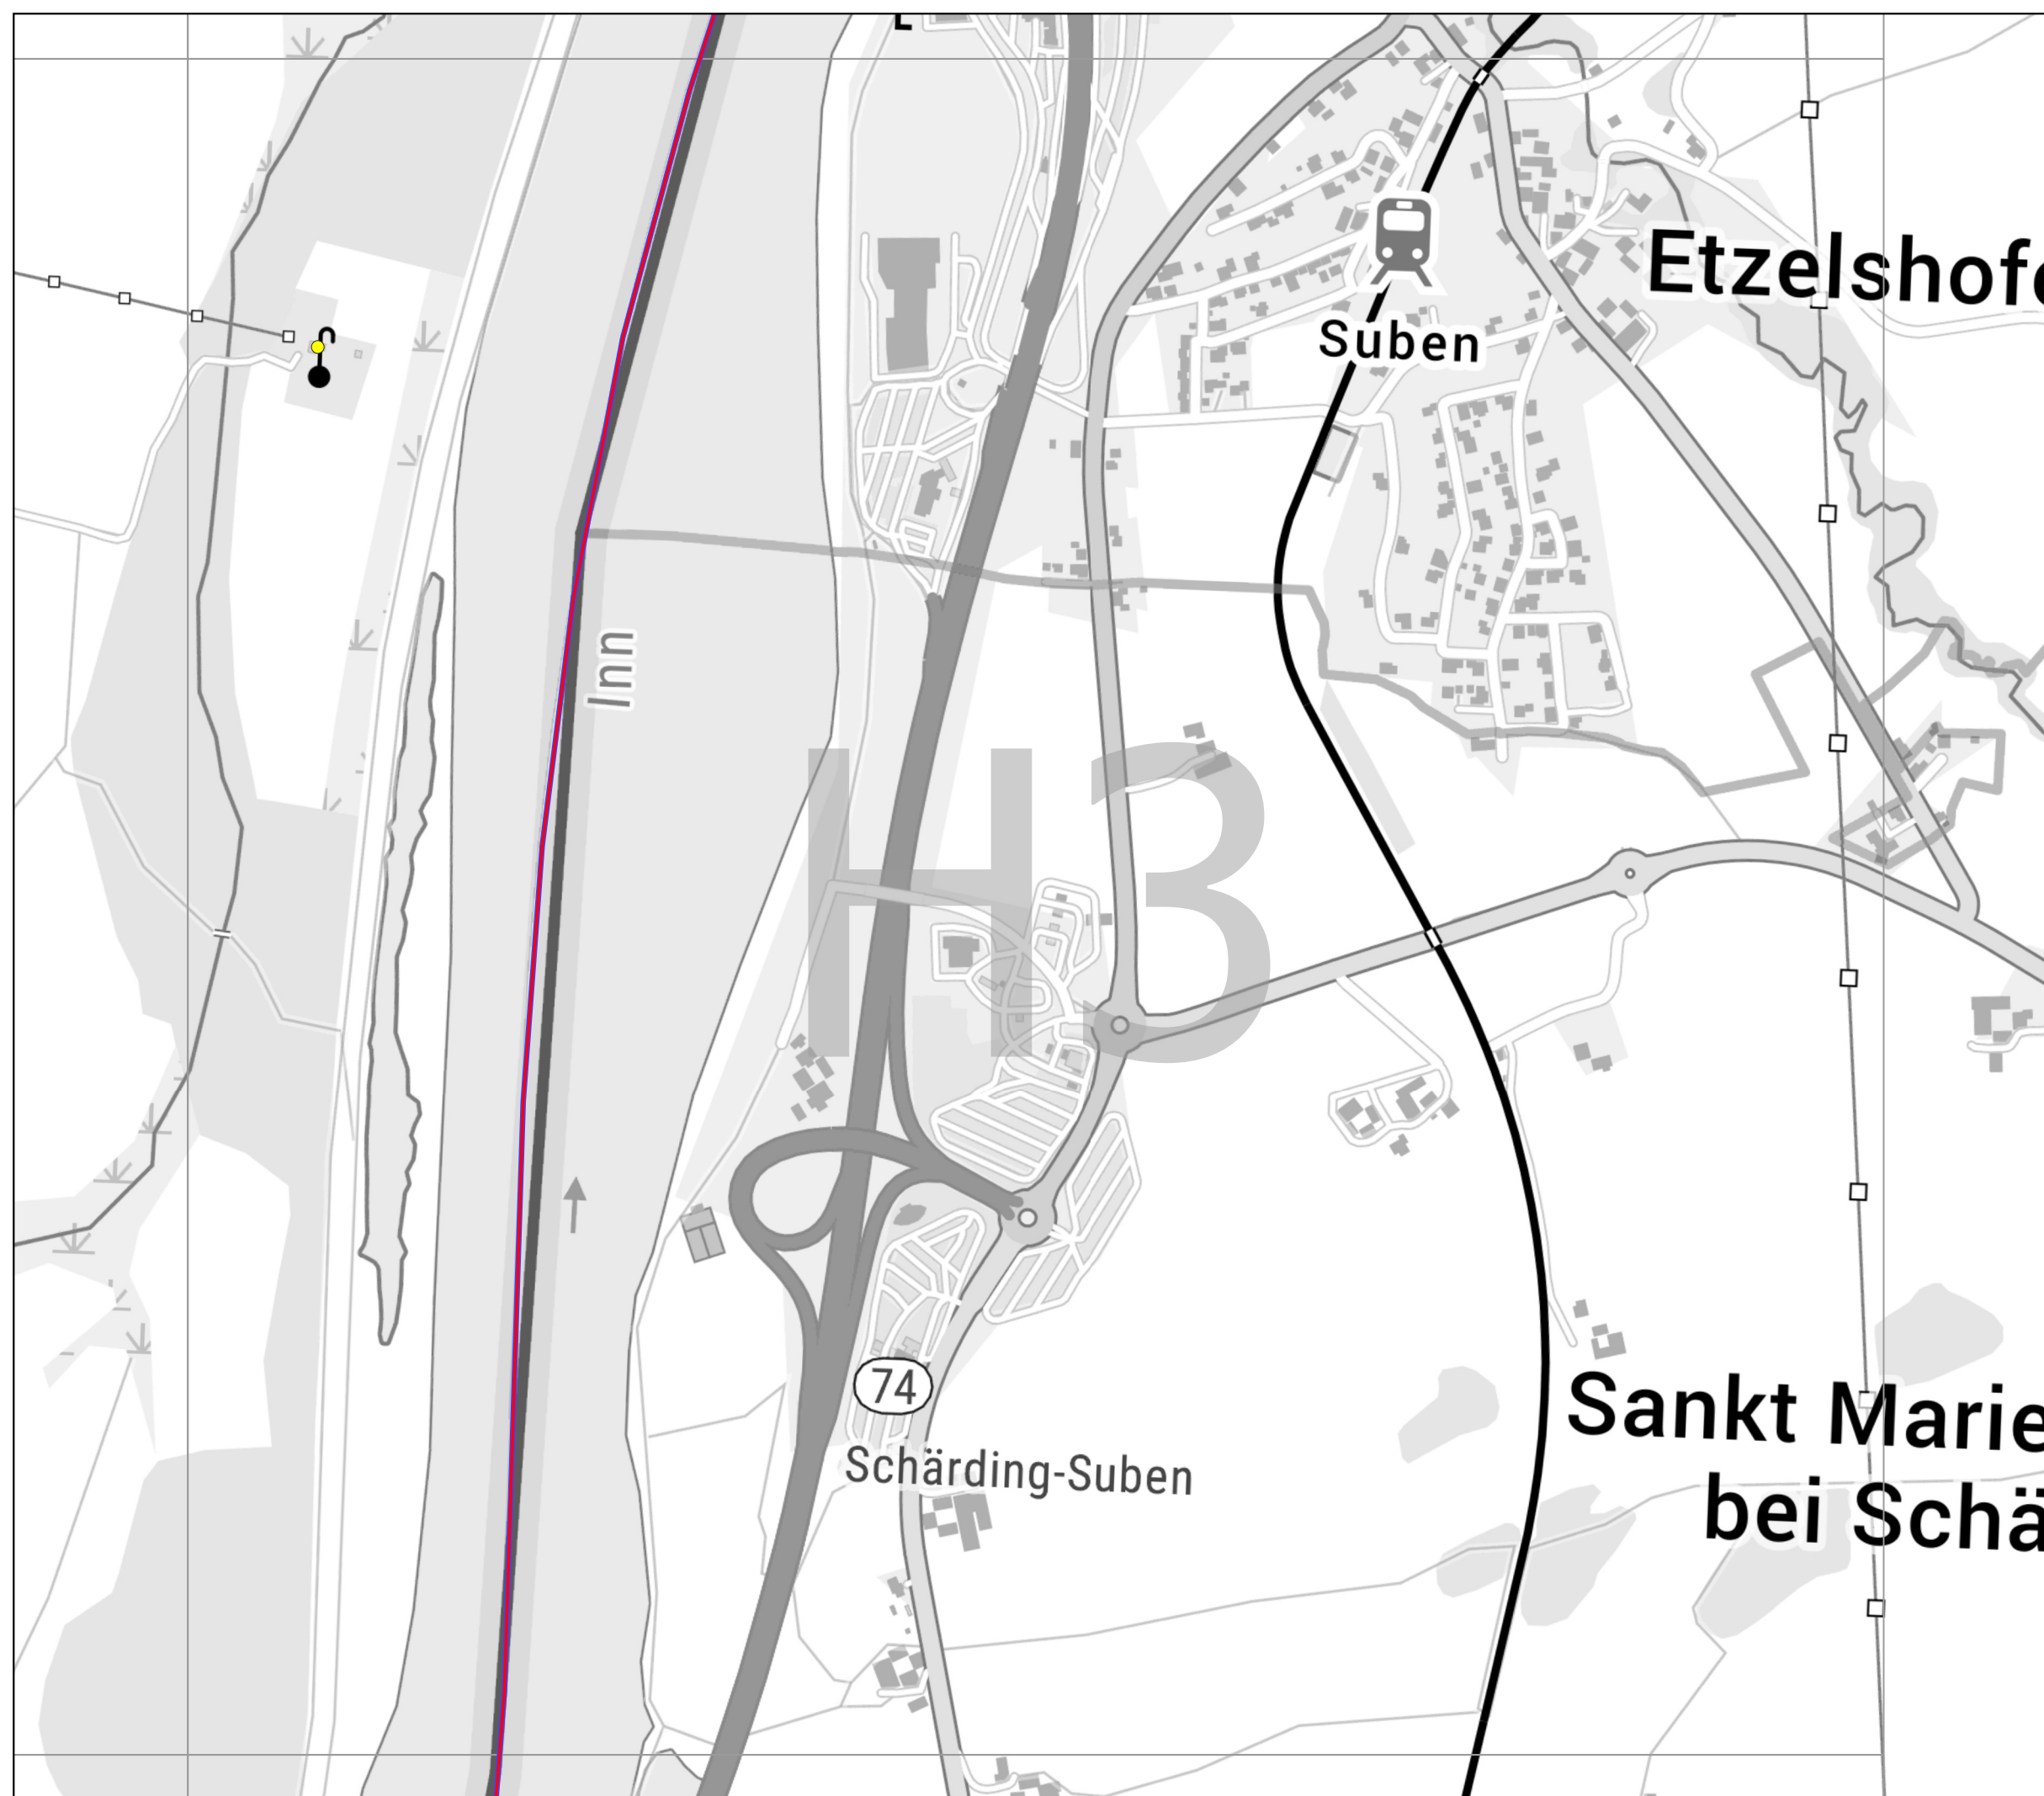 Etzelshofe
Suben
Inn
H3
74
Schärding-Suben
Sankt Marie
bei Schä